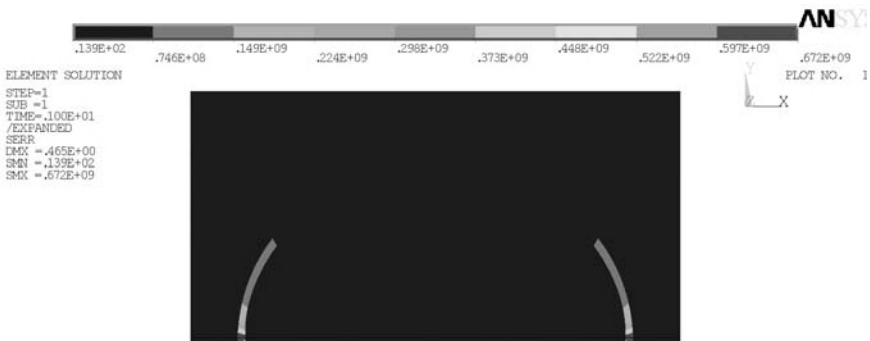 ANSYS
.139E+02 .746E+08 .149E+09 .224E+09 .298E+09 .373E+09 .448E+09 .522E+09 .597E+09 .672E+09
ELEMENT SOLUTION
PLOT NO. 1
STEP=1
SUB =1
TIME=.100E+01
/EXPANDED
SERR
DMX =.465E+00
SMN =.139E+02
SMX =.672E+09
Y
Z X